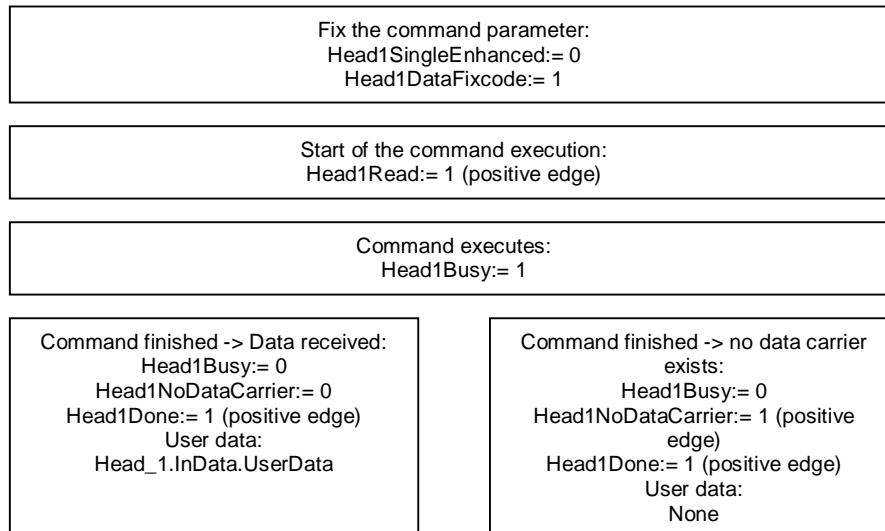 Fix the command parameter:
Head1SingleEnhanced:= 0
Head1DataFixcode:= 1
Start of the command execution:
Head1Read:= 1 (positive edge)
Command executes:
Head1Busy:= 1
Command finished -> Data received:
Head1Busy:= 0
Head1NoDataCarrier:= 0
Head1Done:= 1 (positive edge)
User data:
Head_1.InData.UserData
Command finished -> no data carrier
exists:
Head1Busy:= 0
Head1NoDataCarrier:= 1 (positive
edge)
Head1Done:= 1 (positive edge)
User data:
None